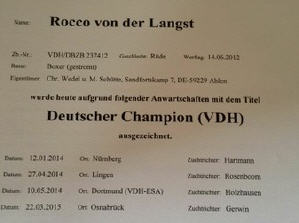 Name: Rocco von der Langst
Zb.-Nr.: VDH/DBZB 237412 Geschlecht: Rüde Wurftag: 14.06.2012
Rasse: Boxer (gestromt)
Eigentümer: Chr. Wedel u. M. Schütte, Sandfortskamp 7, DE-59229 Ahlen
wurde heute aufgrund folgender Anwartschaften mit dem Titel
Deutscher Champion (VDH)
ausgezeichnet.
Datum: 12.01.2014 Ort: Nürnberg Zuchtrichter: Hartmann
Datum: 27.04.2014 Ort: Lingen Zuchtrichter: Rosenboom
Datum: 10.05.2014 Ort: Dortmund (VDH-ESA) Zuchtrichter: Holzhausen
Datum: 22.03.2015 Ort: Osnabrück Zuchtrichter: Gerwin